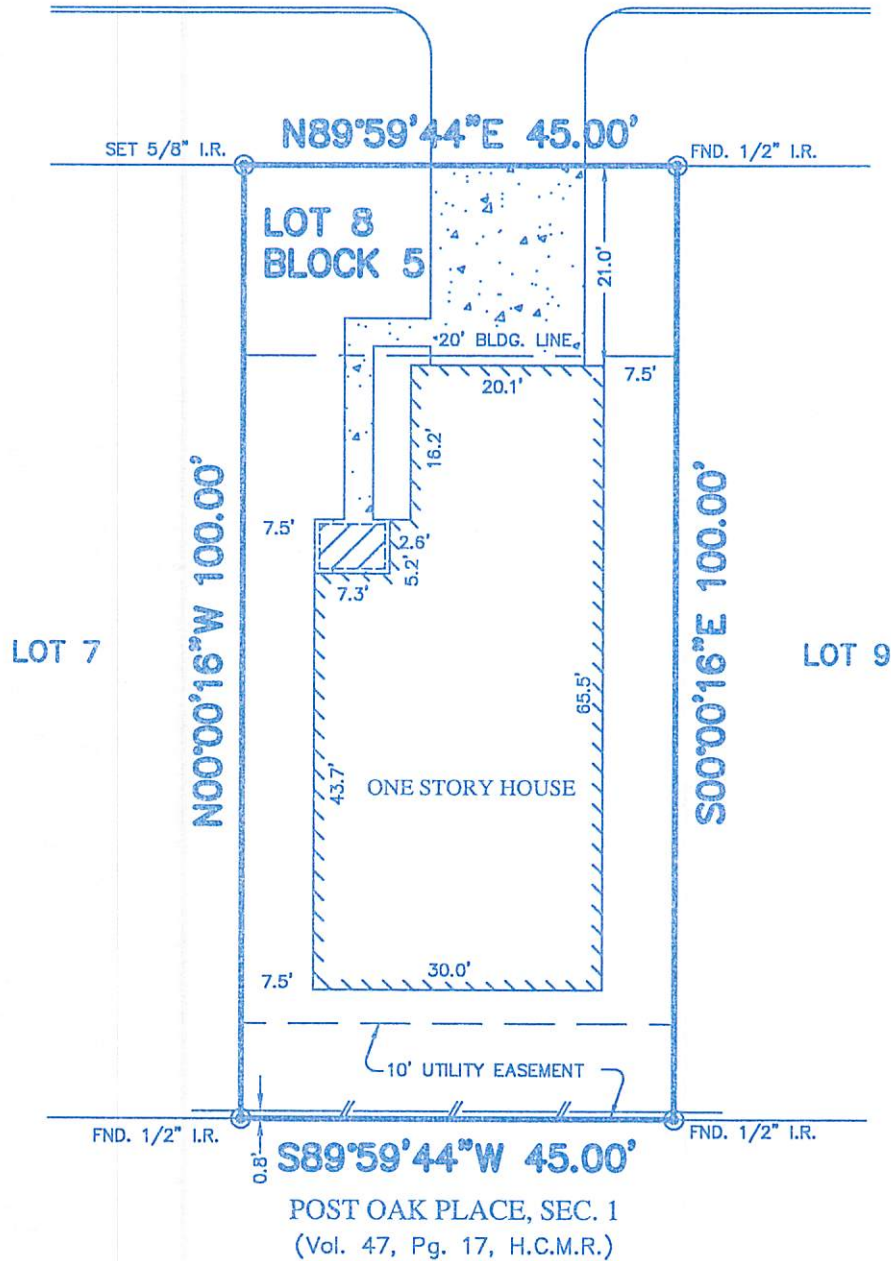 N89°59'44"E 45.00'
SET 5/8" I.R.
FND. 1/2" I.R.
LOT 8
BLOCK 5
21.0'
20' BLDG. LINE
20.1'
7.5'
16.2'
7.5'
2.6'
5.2'
7.3'
N00°00'16"W 100.00'
S00°00'16"E 100.00'
LOT 7
LOT 9
65.5'
43.7'
ONE STORY HOUSE
30.0'
7.5'
10' UTILITY EASEMENT
FND. 1/2" I.R.
FND. 1/2" I.R.
0.8'
S89°59'44"W 45.00'
POST OAK PLACE, SEC. 1
(Vol. 47, Pg. 17, H.C.M.R.)